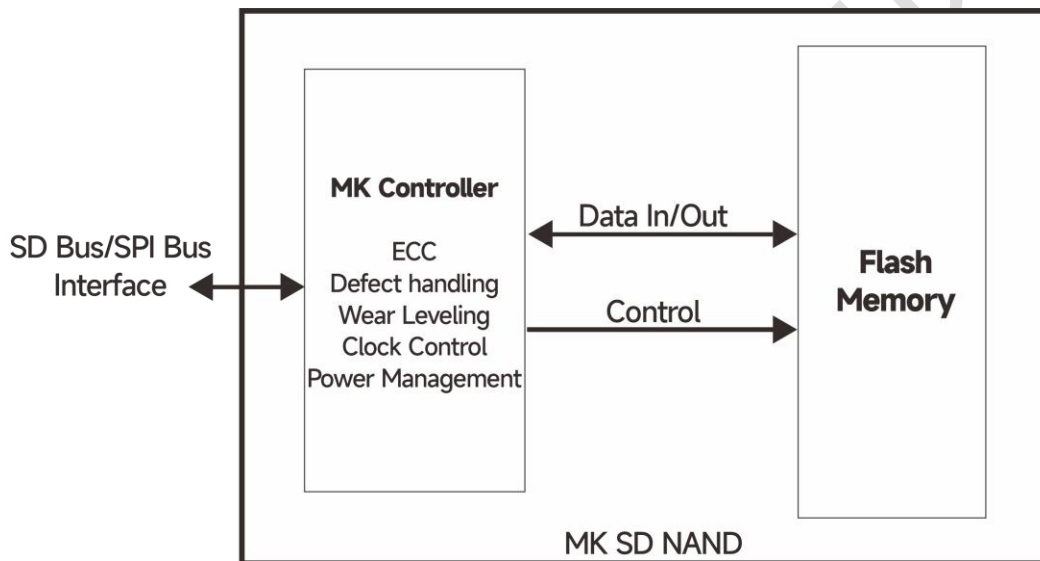 MK Controller
ECC
Defect handling
Wear Leveling
Clock Control
Power Management
SD Bus/SPI Bus
Interface
Data In/Out
Control
Flash
Memory
MK SD NAND